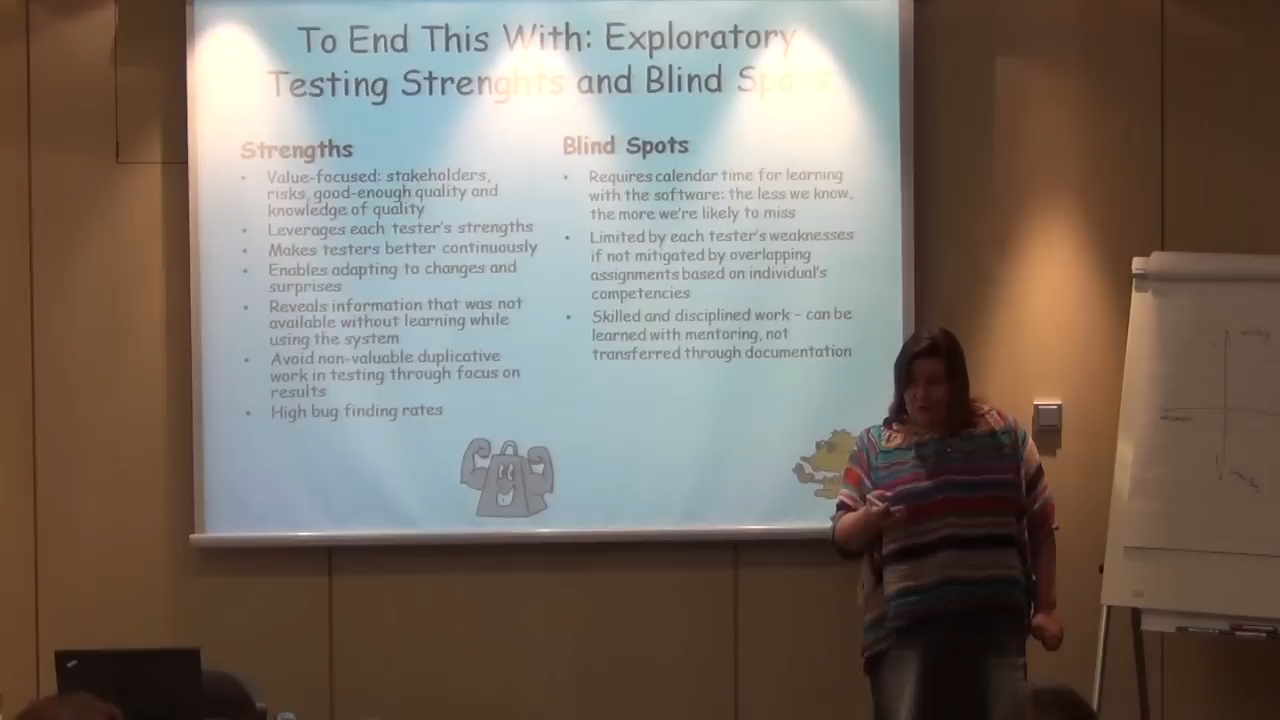 To End This With: Exploratory
Testing Strenghts and Blind Spots
Strengths
• Value-focused: stakeholders,
risks, good-enough quality and
knowledge of quality
• Leverages each tester's strengths
• Makes testers better continuously
• Enables adapting to changes and
surprises
• Reveals information that was not
available without learning while
using the system
• Avoid non-valuable duplicative
work in testing through focus on
results
• High bug finding rates
Blind Spots
• Requires calendar time for learning
with the software: the less we know,
the more we're likely to miss
• Limited by each tester's weaknesses
if not mitigated by overlapping
assignments based on individual's
competencies
• Skilled and disciplined work – can be
learned with mentoring, not
transferred through documentation